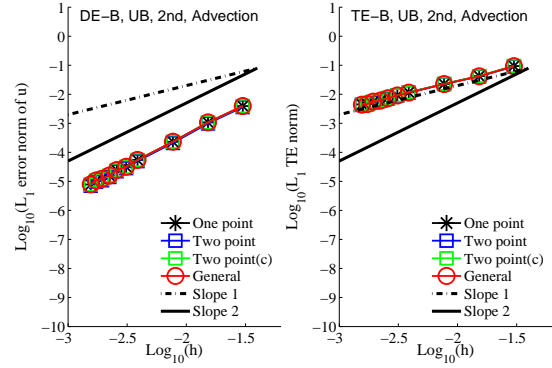 DE-B, UB, 2nd, Advection
Log10(L1 error norm of u)
1
0
-1
-2
-3
-4
-5
-6
-7
-8
-9
-10
One point
Two point
Two point(c)
General
Slope 1
Slope 2
-3
-2.5
-2
-1.5
Log10(h)
TE-B, UB, 2nd, Advection
Log10(L1 TE norm)
1
0
-1
-2
-3
-4
-5
-6
-7
-8
-9
-10
One point
Two point
Two point(c)
General
Slope 1
Slope 2
-3
-2.5
-2
-1.5
Log10(h)